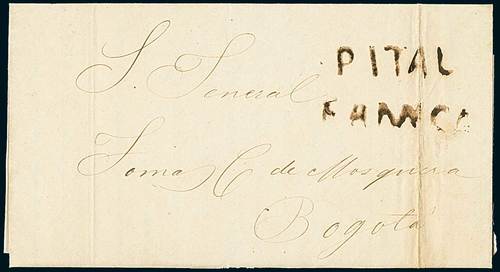 PITAL
FRANCA
S. General
Tomas C de Mosquera
Bogotá